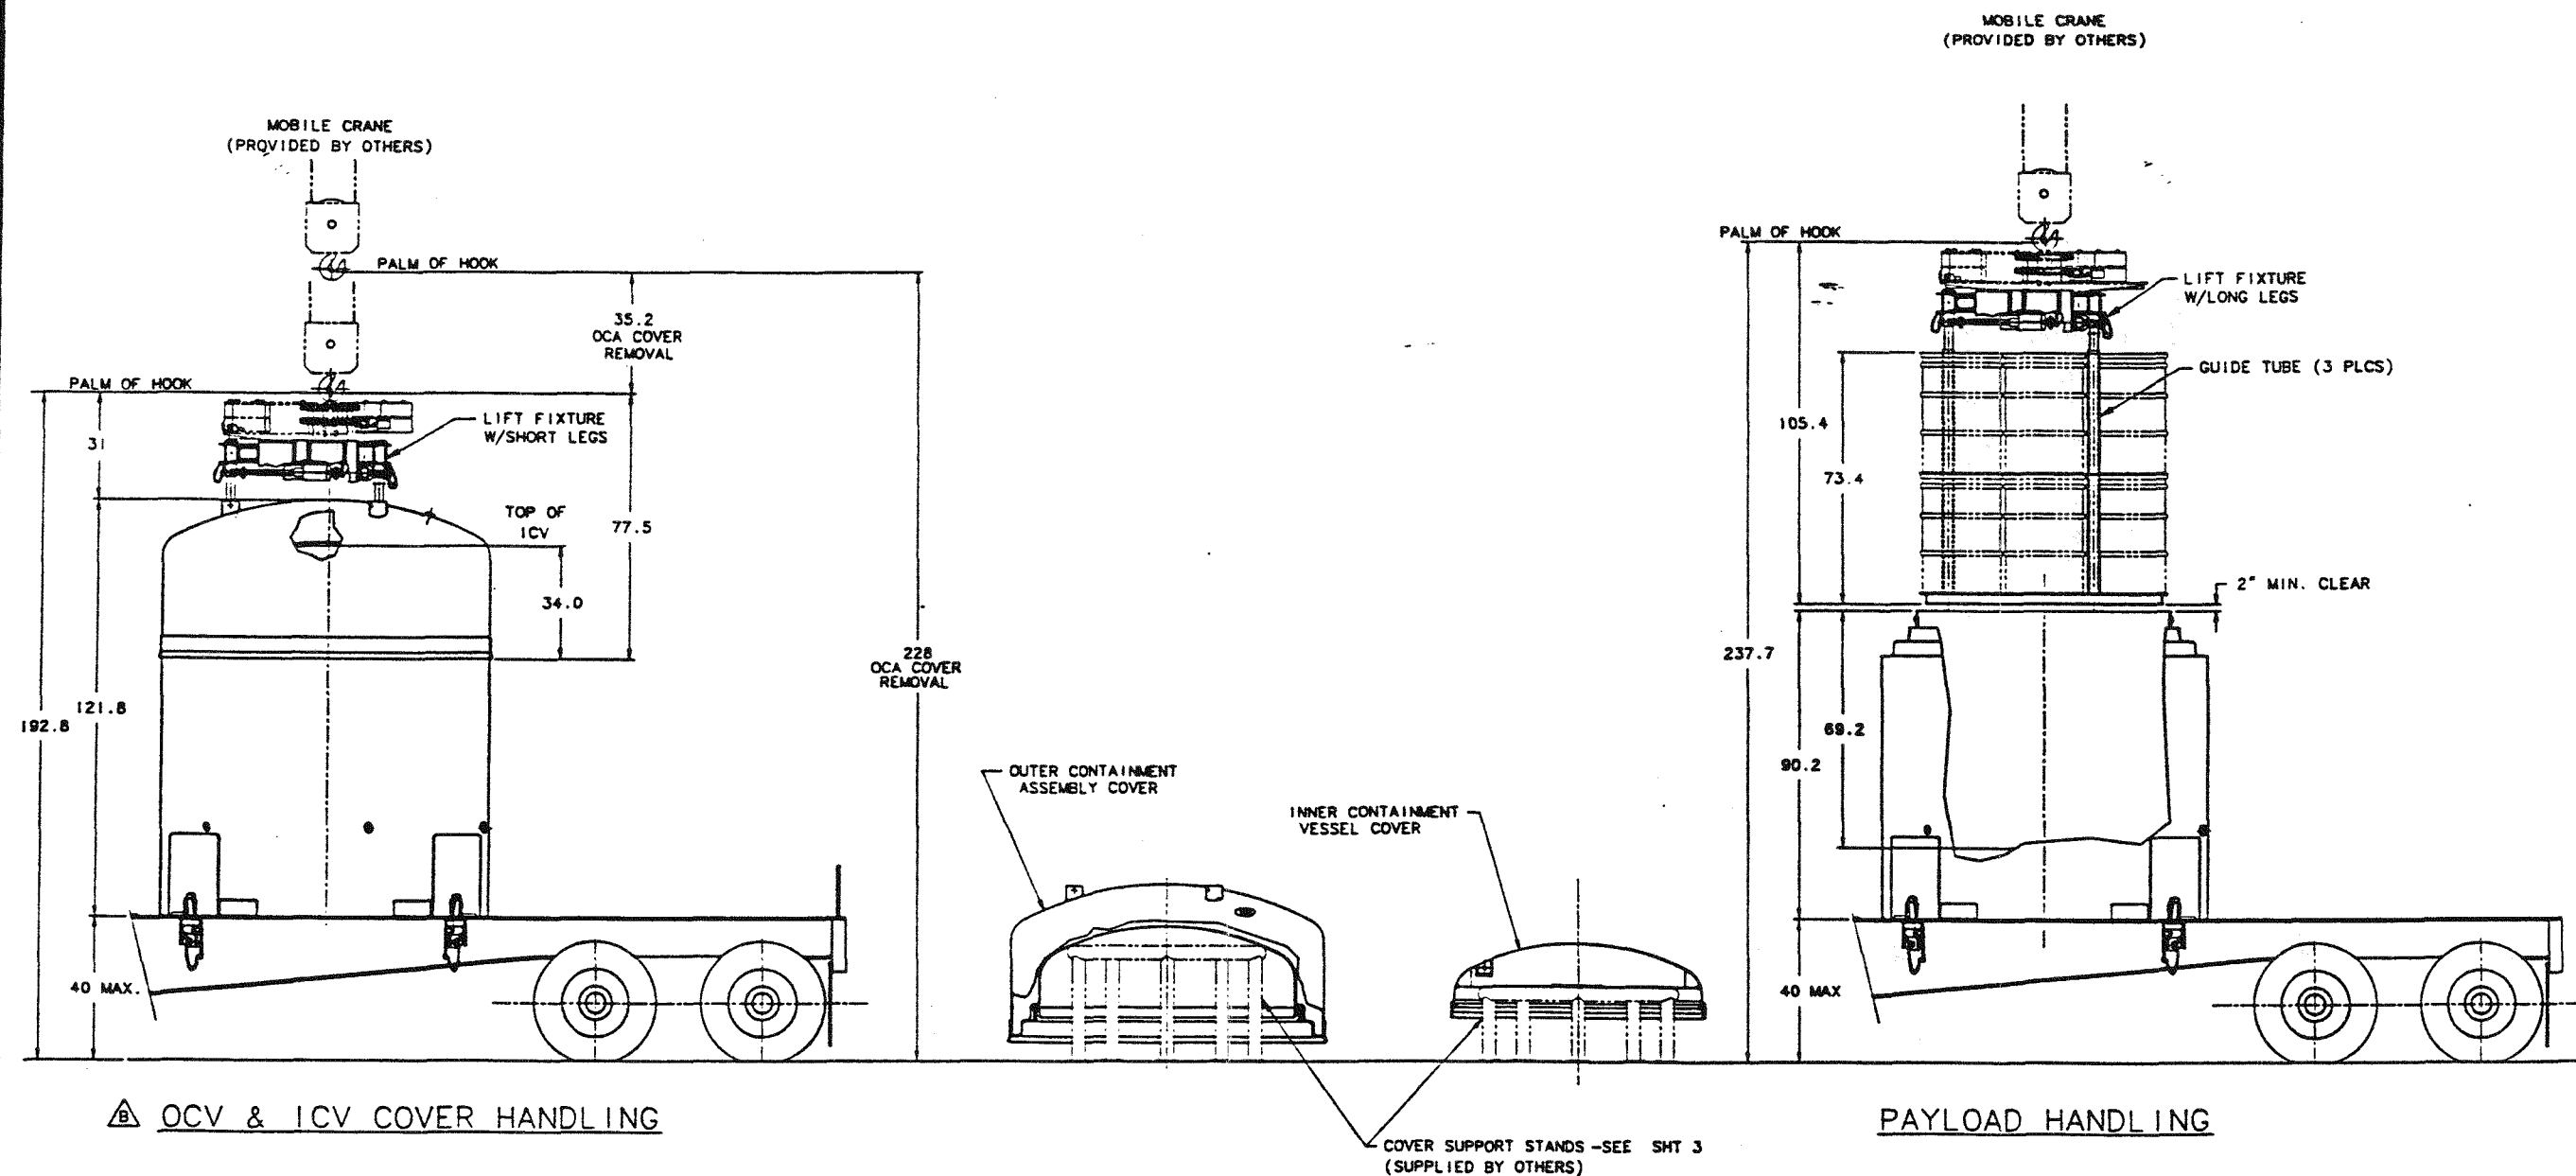 MOBILE CRANE
(PROVIDED BY OTHERS)
PALM OF HOOK
35.2
OCA COVER
REMOVAL
PALM OF HOOK
LIFT FIXTURE
W/SHORT LEGS
31
TOP OF
ICV
77.5
34.0
228
OCA COVER
REMOVAL
192.8
121.8
40 MAX.
B OCV & ICV COVER HANDLING
OUTER CONTAINMENT
ASSEMBLY COVER
INNER CONTAINMENT
VESSEL COVER
COVER SUPPORT STANDS -SEE SHT 3
(SUPPLIED BY OTHERS)
MOBILE CRANE
(PROVIDED BY OTHERS)
PALM OF HOOK
LIFT FIXTURE
W/LONG LEGS
GUIDE TUBE (3 PLCS)
105.4
73.4
2" MIN. CLEAR
237.7
69.2
90.2
40 MAX
PAYLOAD HANDLING